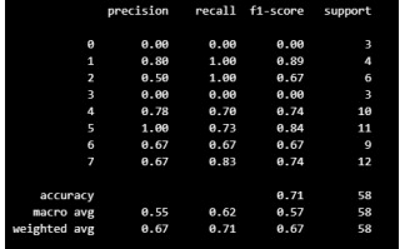 precision recall f1-score support
0 0.00 0.00 0.00 3
1 0.80 1.00 0.89 4
2 0.50 1.00 0.67 6
3 0.00 0.00 0.00 3
4 0.78 0.70 0.74 10
5 1.00 0.73 0.84 11
6 0.67 0.67 0.67 9
7 0.67 0.83 0.74 12
accuracy 0.71 58
macro avg 0.55 0.62 0.57 58
weighted avg 0.67 0.71 0.67 58